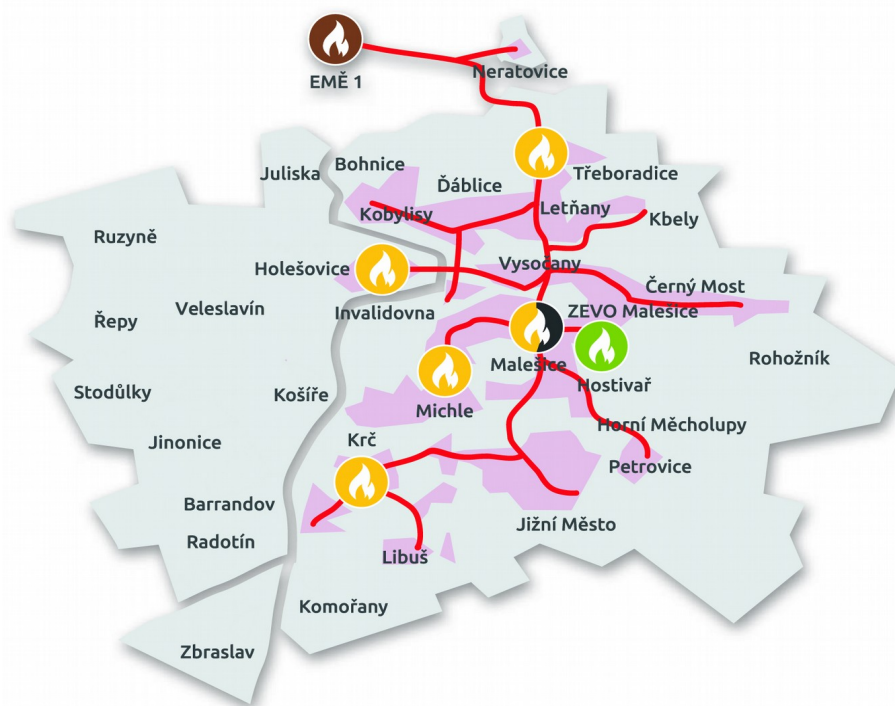 EMĚ 1
Neratovice
Juliska
Bohnice
Třeboradice
Ďáblice
Kobylisy
Letňany
Kbely
Ruzyně
Holešovice
Vysočany
Černý Most
Veleslavín
Invalidovna
ZEVO Malešice
Řepy
Rohožník
Malešice
Hostivař
Stodůlky
Košíře
Michle
Horní Měcholupy
Jinonice
Krč
Petrovice
Barrandov
Jižní Město
Radotín
Libuš
Komořany
Zbraslav